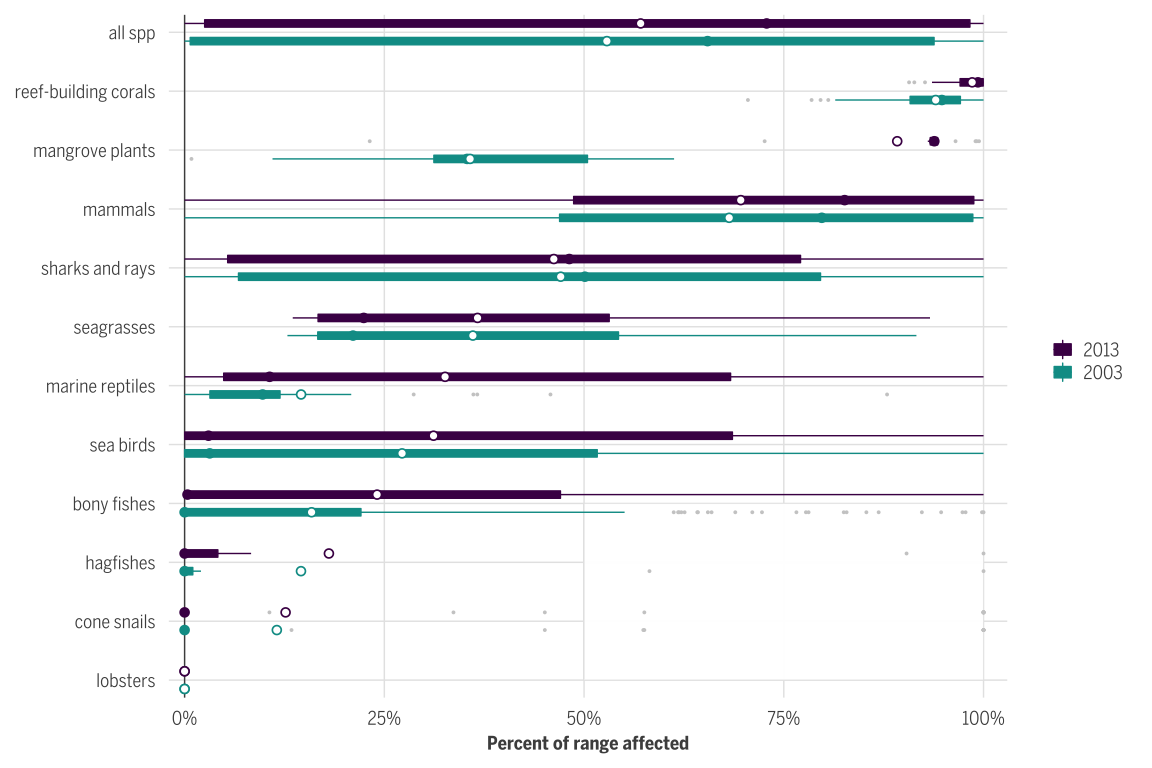 all spp
reef-building corals
mangrove plants
mammals
sharks and rays
seagrasses
marine reptiles
sea birds
bony fishes
hagfishes
cone snails
lobsters
0% 25% 50% 75% 100%
Percent of range affected
2013
2003